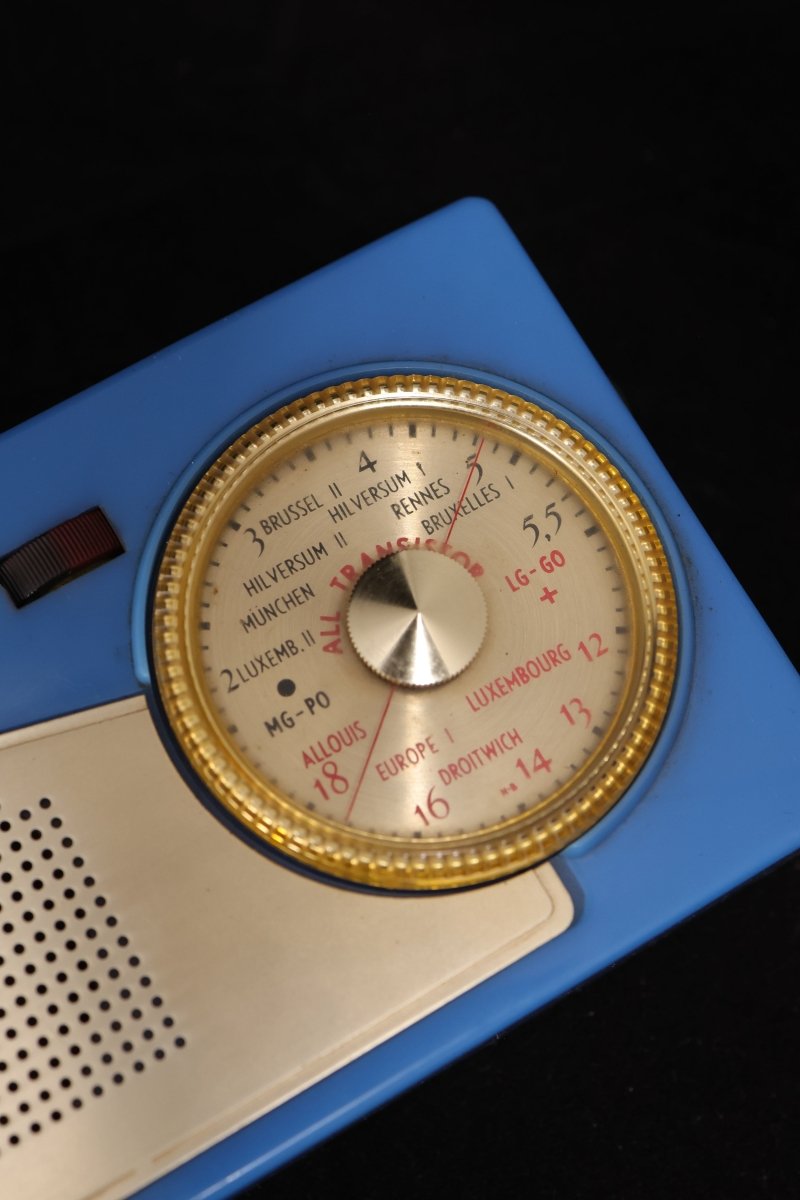 4
5
3 BRUSSEL II
HILVERSUM I
RENNES
BRUXELLES I
5,5
HILVERSUM II
MÜNCHEN
2 LUXEMB. II
MG-PO
ALL TRANSISTOR
LG-GO
+
LUXEMBOURG 12
13
ALLOUIS
18
EUROPE I
DROITWICH
14
16